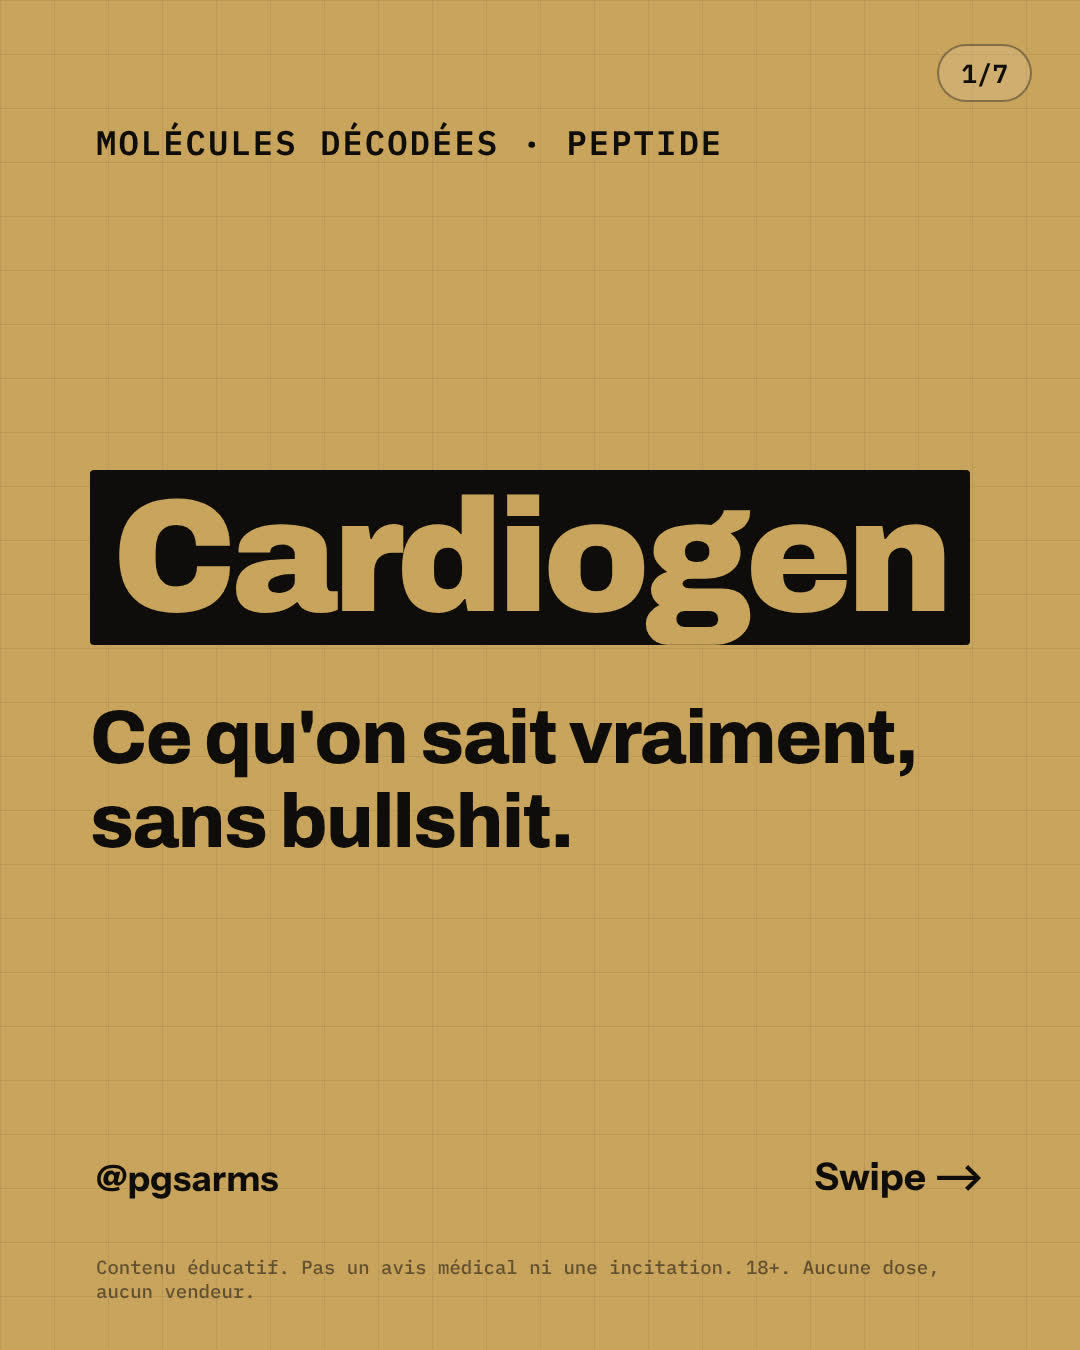 1/7
MOLÉCULES DÉCODÉES · PEPTIDE
Cardiogen
Ce qu'on sait vraiment,
sans bullshit.
@pgsarms
Swipe →
Contenu éducatif. Pas un avis médical ni une incitation. 18+. Aucune dose,
aucun vendeur.